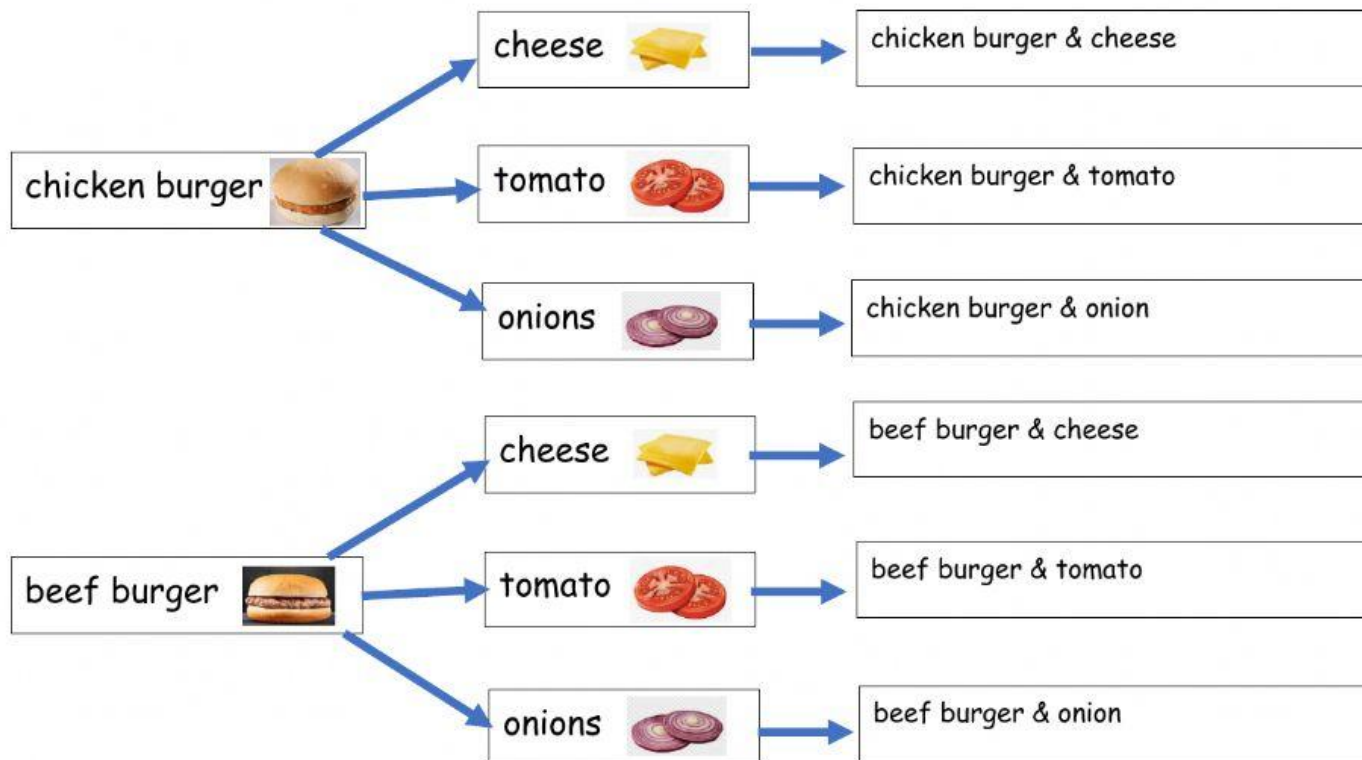 cheese
chicken burger & cheese
chicken burger
tomato
chicken burger & tomato
onions
chicken burger & onion
cheese
beef burger & cheese
beef burger
tomato
beef burger & tomato
onions
beef burger & onion